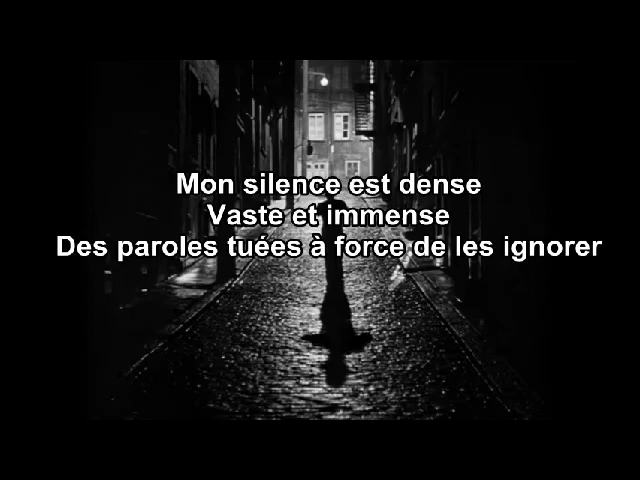 Mon silence est dense
Vaste et immense
Des paroles tuées à force de les ignorer